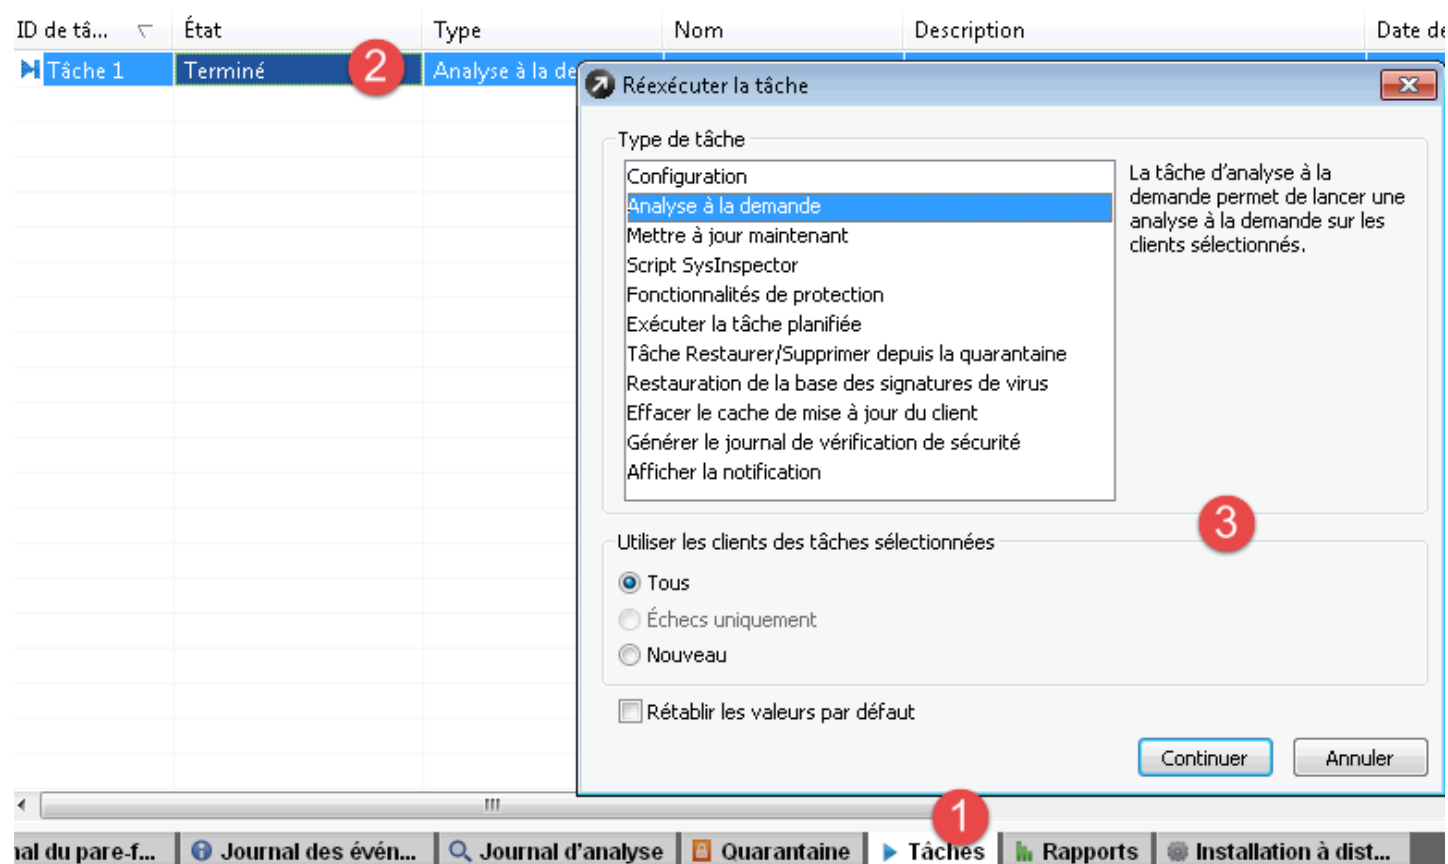 ID de tâ... État Type Nom Description Date de
Tâche 1 Terminé 2 Analyse à la de
Réexécuter la tâche
Type de tâche
Configuration
Analyse à la demande
Mettre à jour maintenant
Script SysInspector
Fonctionnalités de protection
Exécuter la tâche planifiée
Tâche Restaurer/Supprimer depuis la quarantaine
Restauration de la base des signatures de virus
Effacer le cache de mise à jour du client
Générer le journal de vérification de sécurité
Afficher la notification
La tâche d'analyse à la
demande permet de lancer une
analyse à la demande sur les
clients sélectionnés.
3
Utiliser les clients des tâches sélectionnées
Tous
Échecs uniquement
Nouveau
Rétablir les valeurs par défaut
Continuer Annuler
1
nal du pare-f... Journal des évén... Journal d'analyse Quarantaine Tâches Rapports Installation à dist...